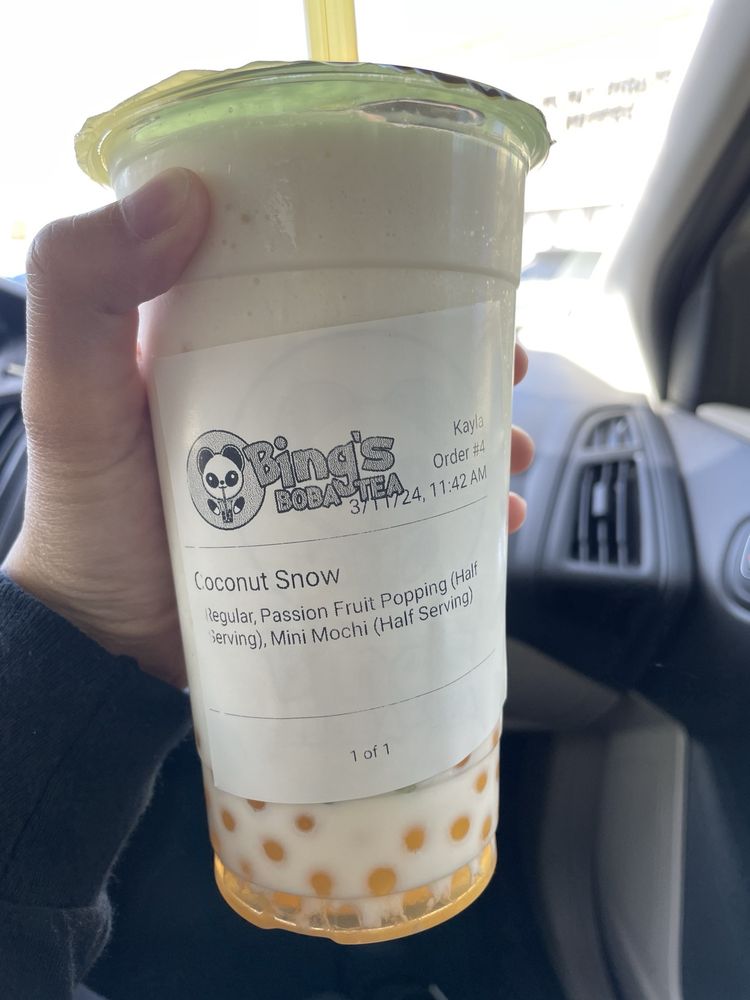 Bing's
BOBA TEA
Kayla
Order #4
3/11/24, 11:42 AM
Coconut Snow
Regular, Passion Fruit Popping (Half
Serving), Mini Mochi (Half Serving)
1 of 1